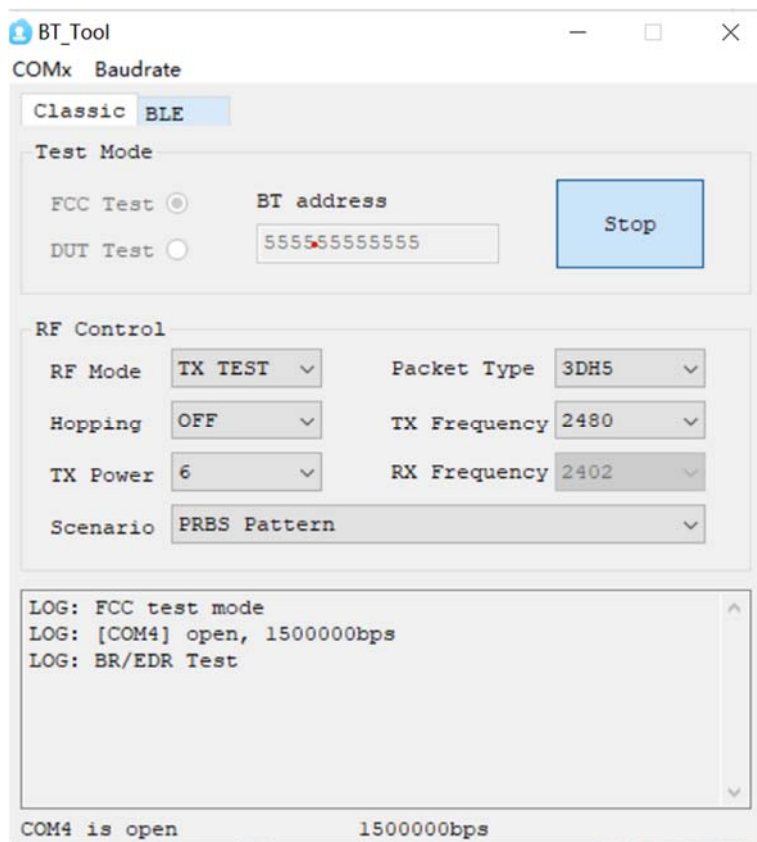 BT_Tool
COMx Baudrate
Classic BLE
Test Mode
FCC Test BT address
DUT Test 555555555555
Stop
RF Control
RF Mode TX TEST Packet Type 3DH5
Hopping OFF TX Frequency 2480
TX Power 6 RX Frequency 2402
Scenario PRBS Pattern
LOG: FCC test mode
LOG: [COM4] open, 1500000bps
LOG: BR/EDR Test
COM4 is open 1500000bps